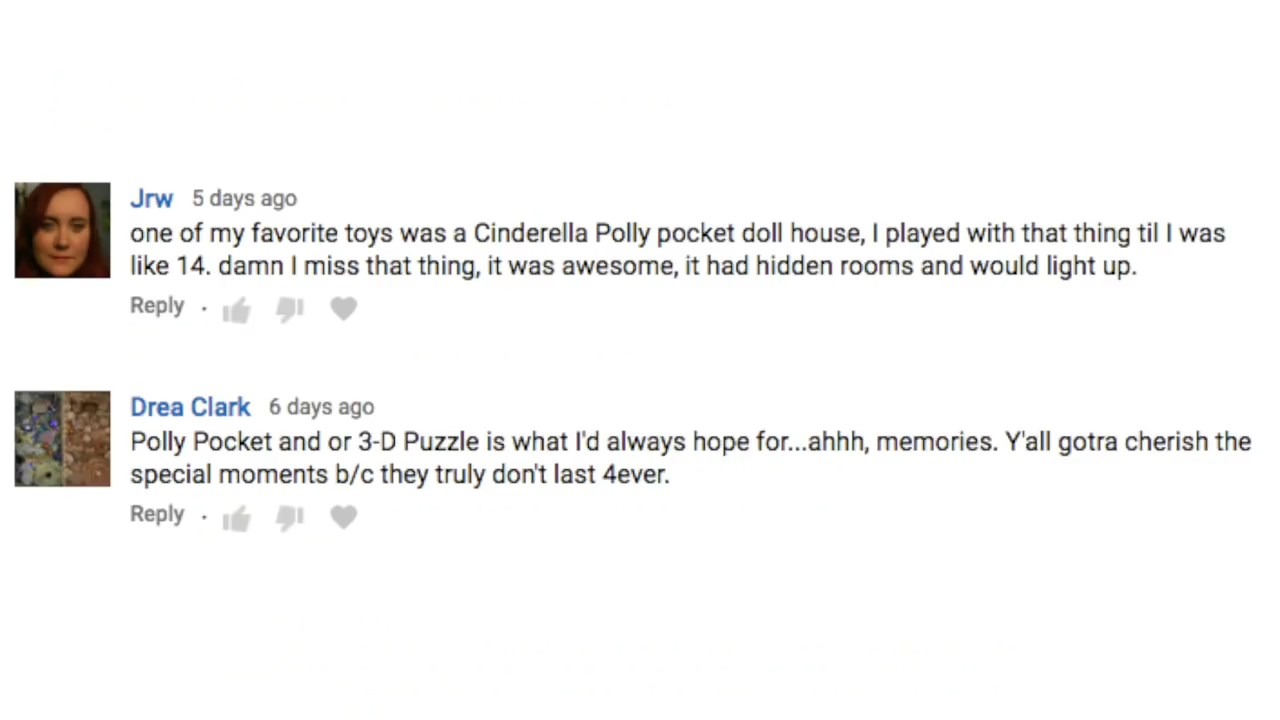 Jrw 5 days ago
one of my favorite toys was a Cinderella Polly pocket doll house, I played with that thing til I was
like 14. damn I miss that thing, it was awesome, it had hidden rooms and would light up.
Reply ·
Drea Clark 6 days ago
Polly Pocket and or 3-D Puzzle is what I'd always hope for...ahhh, memories. Y'all gotra cherish the
special moments b/c they truly don't last 4ever.
Reply ·